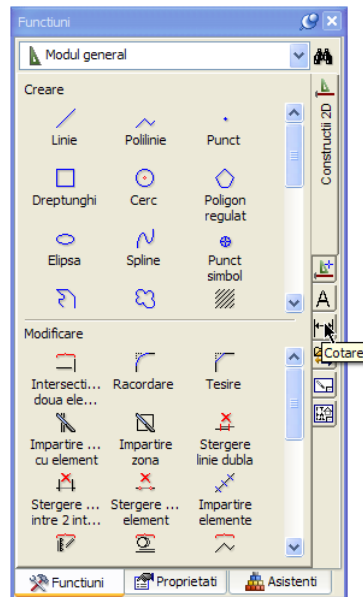 Functiuni
Modul general
Creare
Constructii 2D
Linie
Polilinie
Punct
Dreptunghi
Cerc
Poligon
regulat
Elipsa
Spline
Punct
simbol
A
Cotare
Modificare
Intersecti...
doua ele...
Racordare
Tesire
Impartire ...
cu element
Impartire
zona
Stergere
linie dubla
Stergere ...
intre 2 int...
Stergere ...
element
Impartire
elemente
Functiuni
Proprietati
Asistenti